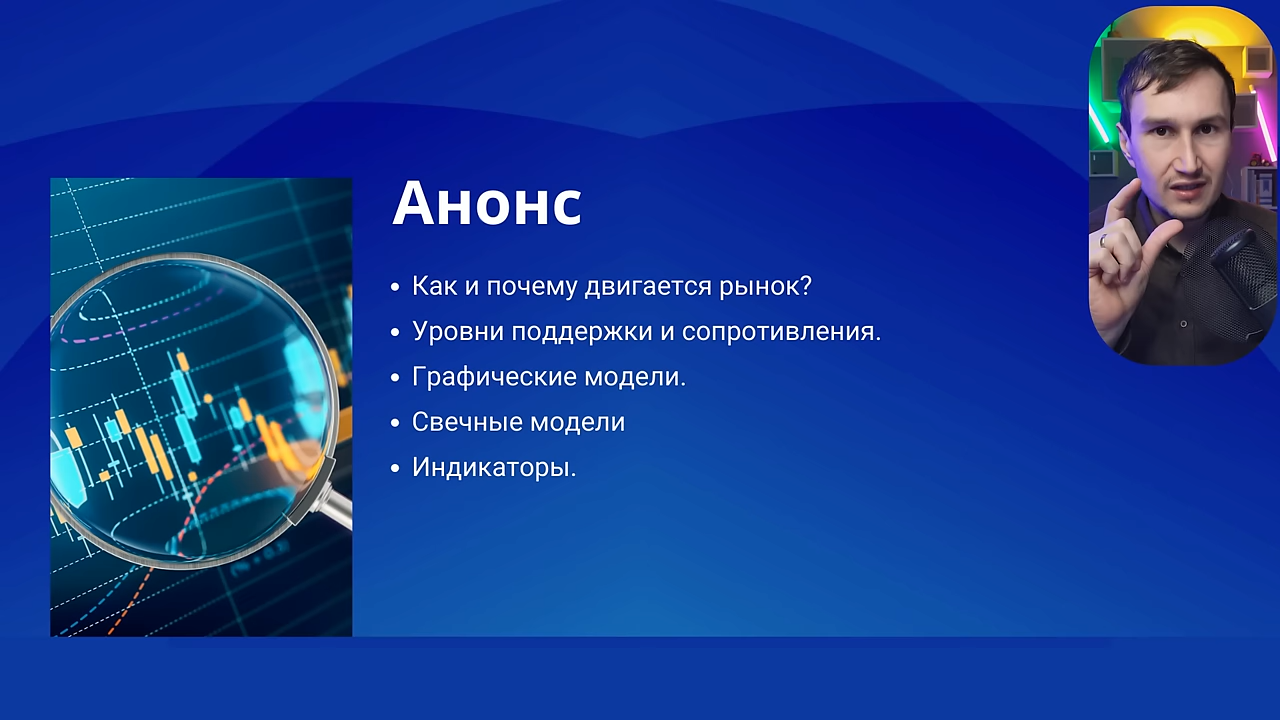 Анонс
• Как и почему двигается рынок?
• Уровни поддержки и сопротивления.
• Графические модели.
• Свечные модели
• Индикаторы.